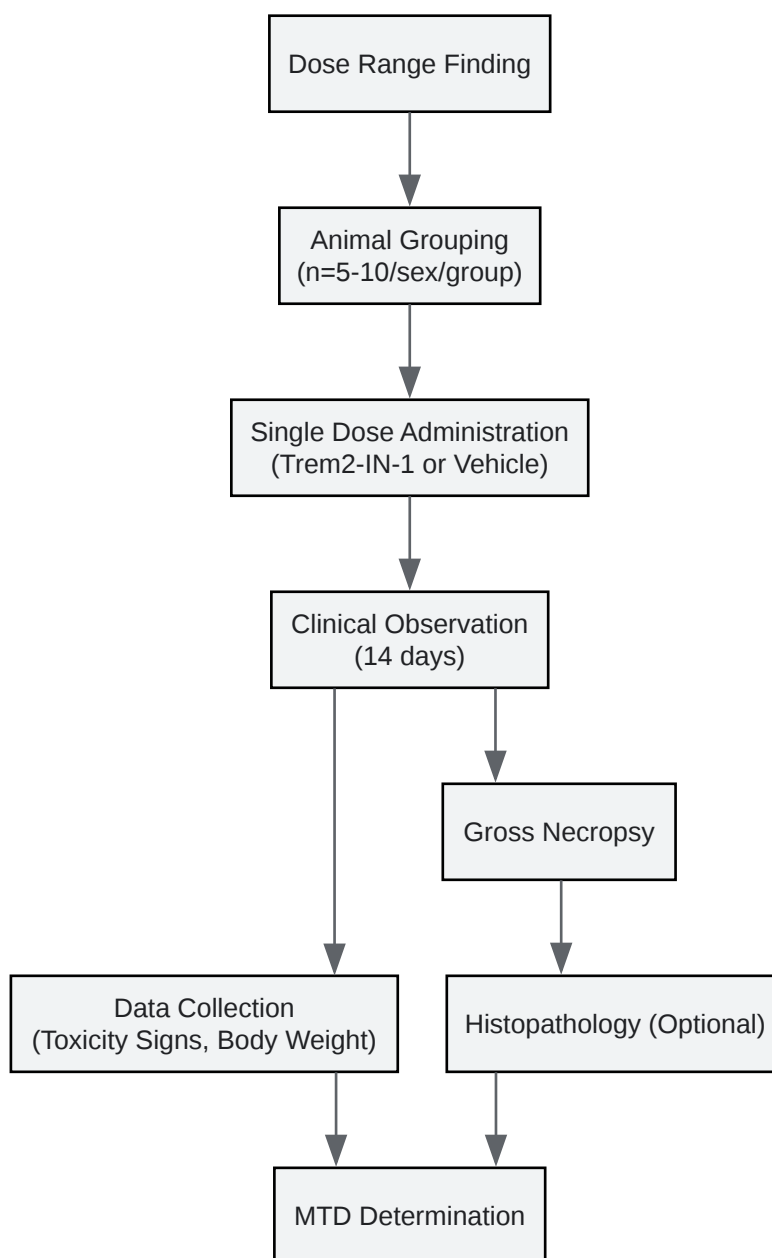 Dose Range Finding
Animal Grouping
(n=5-10/sex/group)
Single Dose Administration
(Trem2-IN-1 or Vehicle)
Clinical Observation
(14 days)
Gross Necropsy
Data Collection
(Toxicity Signs, Body Weight)
Histopathology (Optional)
MTD Determination